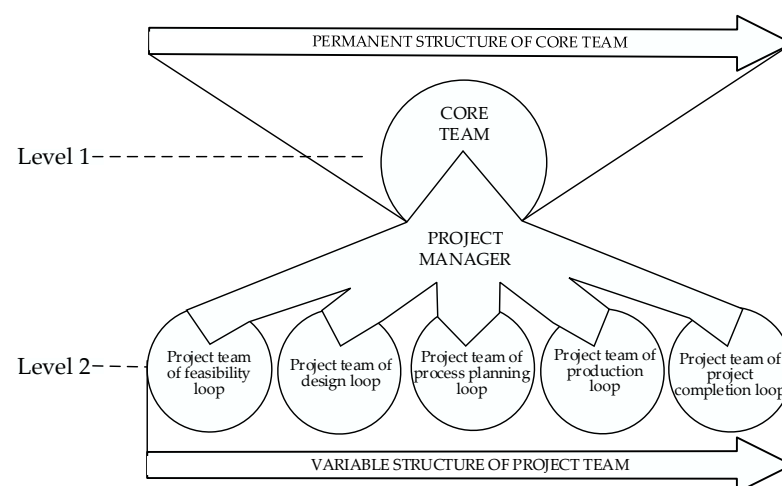 PERMANENT STRUCTURE OF CORE TEAM
CORE
TEAM
Level 1
PROJECT
MANAGER
Level 2
Project team
of feasibility
loop
Project team of
design loop
Project team of
process planning
loop
Project team of
production
loop
Project team of
project
completion loop
VARIABLE STRUCTURE OF PROJECT TEAM